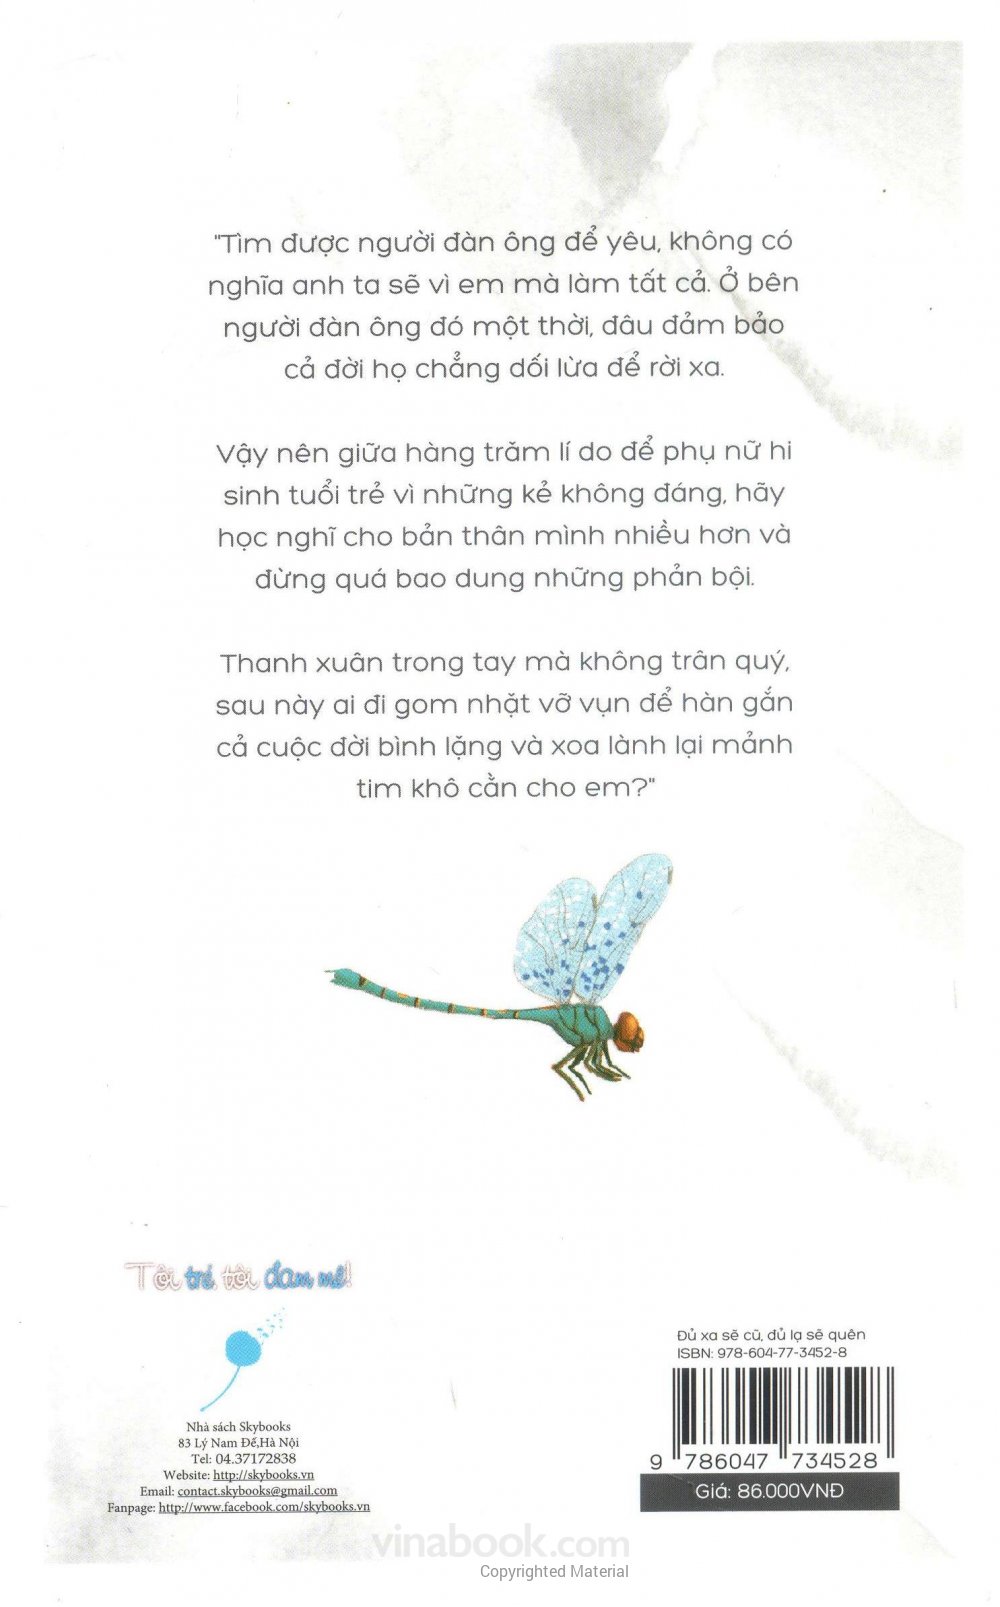 "Tìm được người đàn ông để yêu, không có
nghĩa anh ta sẽ vì em mà làm tất cả. Ở bên
người đàn ông đó một thời, đâu đảm bảo
cả đời họ chẳng dối lừa để rời xa.
Vậy nên giữa hàng trăm lí do để phụ nữ hi
sinh tuổi trẻ vì những kẻ không đáng, hãy
học nghĩ cho bản thân mình nhiều hơn và
đừng quá bao dung những phản bội.
Thanh xuân trong tay mà không trân quý,
sau này ai đi gom nhặt vỡ vụn để hàn gắn
cả cuộc đời bình lặng và xoa lành lại mảnh
tim khô cằn cho em?"
Tôi trẻ, tôi đam mê!
Nhà sách Skybooks
83 Lý Nam Đế,Hà Nội
Tel: 04.37172838
Website: http://skybooks.vn
Email: contact.skybooks@gmail.com
Fanpage: http://www.facebook.com/skybooks.vn
Đủ xa sẽ cũ, đủ lạ sẽ quên
ISBN: 978-604-77-3452-8
9 786047 734528
Giá: 86.000VNĐ
vinabook.com
Copyrighted Material